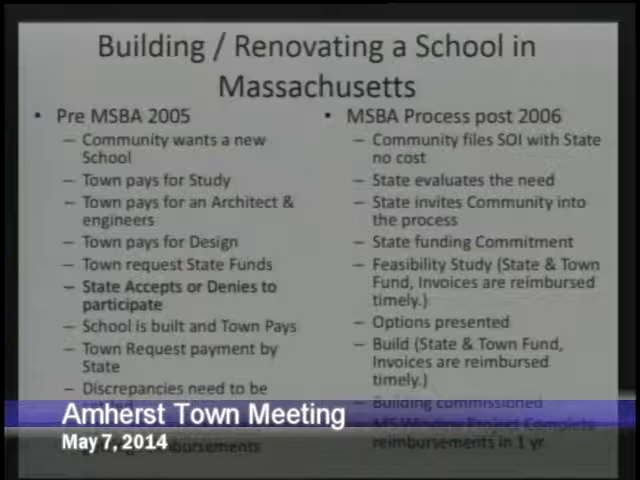 Building / Renovating a School in
Massachusetts
• Pre MSBA 2005
– Community wants a new
School
– Town pays for Study
– Town pays for an Architect &
engineers
– Town pays for Design
– Town request State Funds
– State Accepts or Denies to
participate
– School is built and Town Pays
– Town Request payment by
State
– Discrepancies need to be
reimbursements
• MSBA Process post 2006
– Community files SOI with State
no cost
– State evaluates the need
– State invites Community into
the process
– State funding Commitment
– Feasibility Study (State & Town
Fund, Invoices are reimbursed
timely.)
– Options presented
– Build (State & Town Fund,
Invoices are reimbursed
timely.)
– Building commissioned
Project Complete
reimbursements in 1 yr
Amherst Town Meeting
May 7, 2014